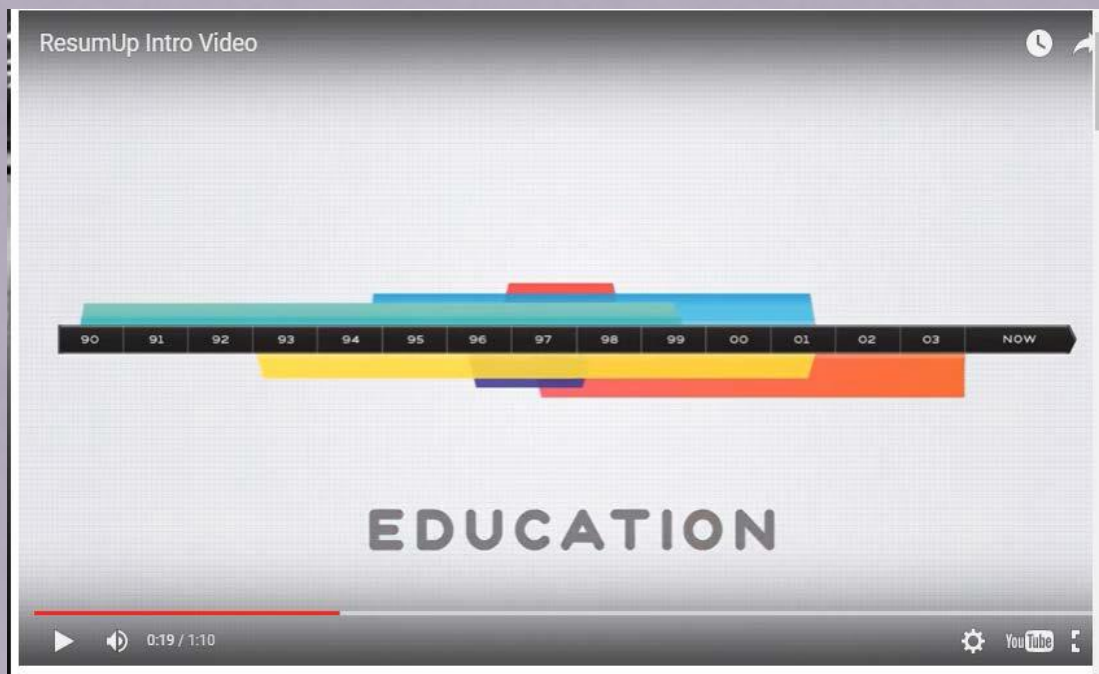 ResumUp Intro Video
90 91 92 93 94 95 96 97 98 99 00 01 02 03 NOW
EDUCATION
0:19 / 1:10 YouTube